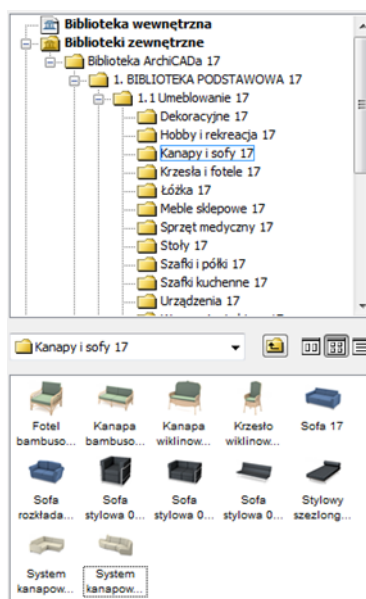 Biblioteka wewnętrzna
Biblioteki zewnętrzne
Biblioteka ArchiCADa 17
1. BIBLIOTEKA PODSTAWOWA 17
1.1 Umeblowanie 17
Dekoracyjne 17
Hobby i rekreacja 17
Kanapy i sofy 17
Krzesła i fotele 17
Łóżka 17
Meble sklepowe 17
Sprzęt medyczny 17
Stoły 17
Szafki i półki 17
Szafki kuchenne 17
Urządzenia 17
Kanapy i sofy 17
Fotel Kanapa Kanapa Krzesło Sofa 17
bambuso... bambuso... wiklinow... wiklinow...
Sofa Sofa Sofa Sofa Stylowy
rozkłada... stylowa 0... stylowa 0... stylowa 0... szezlong...
System System
kanapow... kanapow...